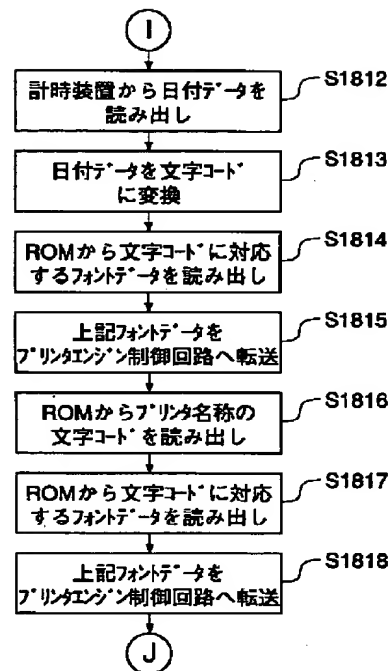 I
計時装置から日付データを
読み出し
S1812
日付データを文字コード
に変換
S1813
ROMから文字コードに対応
するフォントデータを読み出し
S1814
上記フォントデータを
プリンタエンジン制御回路へ転送
S1815
ROMからプリンタ名称の
文字コードを読み出し
S1816
ROMから文字コードに対応
するフォントデータを読み出し
S1817
上記フォントデータを
プリンタエンジン制御回路へ転送
S1818
J